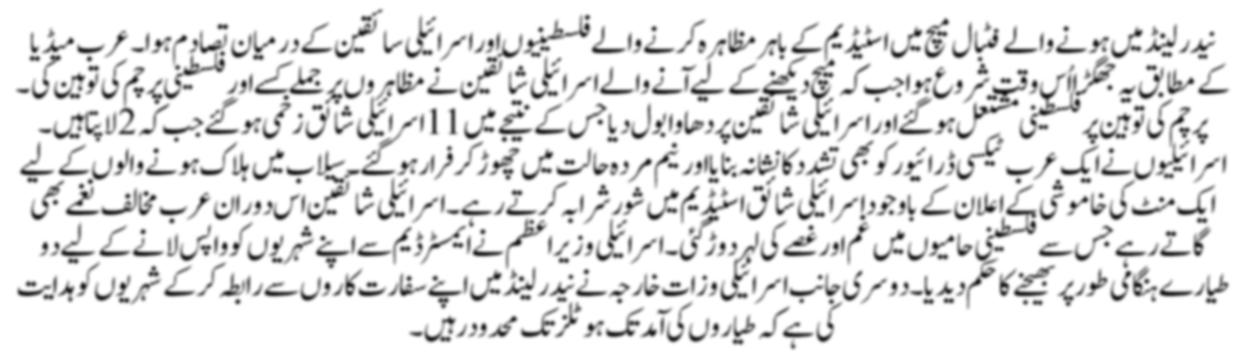 نیدرلینڈ میں ہونے والے فٹبال میچ میں اسٹیڈیم کے باہر مظاہرہ کرنے والے فلسطینیوں اور اسرائیلی سائقین کے درمیان تصادم ہوا۔ عرب میڈیا
کے مطابق یہ جھگڑا اُس وقت شروع ہوا جب کہ میچ دیکھنے کے لیے آنے والے اسرائیلی شائقین نے مظاہروں پر جملے کسے اور فلسطینی پرچم کی توہین کی۔
پرچم کی توہین پر فلسطینی مشتعل ہوگئے اور اسرائیلی شائقین پر دھاوا بول دیا جس کے نتیجے میں 11 اسرائیلی شائق زخمی ہوگئے جب کہ 2 لاپتا ہیں۔
اسرائیلیوں نے ایک عرب ٹیکسی ڈرائیور کو بھی تشدد کا نشانہ بنایا اور نیم مردہ حالت میں چھوڑ کر فرار ہوگئے۔ سیلاب میں ہلاک ہونے والوں کے لیے
ایک منٹ کی خاموشی کے اعلان کے باوجود اسرائیلی شائق اسٹیڈیم میں شور شرابہ کرتے رہے۔ اسرائیلی شائقین اس دوران عرب مخالف نغمے بھی
گاتے رہے جس سے فلسطینی حامیوں میں غم اور غصے کی لہر دوڑ گئی۔ اسرائیلی وزیراعظم نے ایمسٹرڈیم سے اپنے شہریوں کو واپس لانے کے لیے دو
طیارے ہنگامی طور پر بھیجنے کا حکم دیدیا۔ دوسری جانب اسرائیلی وزات خارجہ نے نیدرلینڈ میں اپنے سفارت کاروں سے رابطہ کرکے شہریوں کو ہدایت
کی ہے کہ طیاروں کی آمد تک ہوٹلز تک محدود رہیں۔